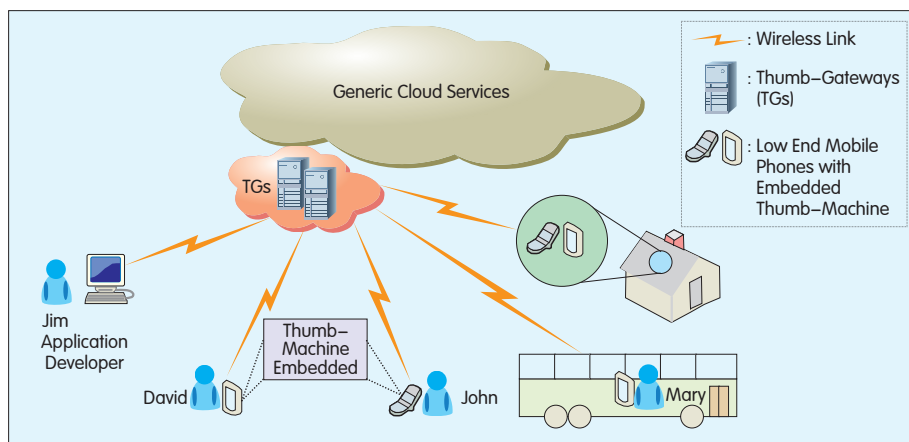 Generic Cloud Services
: Wireless Link
: Thumb–Gateways
(TGs)
: Low End Mobile
Phones with
Embedded
Thumb–Machine
TGs
Jim
Application
Developer
Thumb–
Machine
Embedded
David
John
Mary